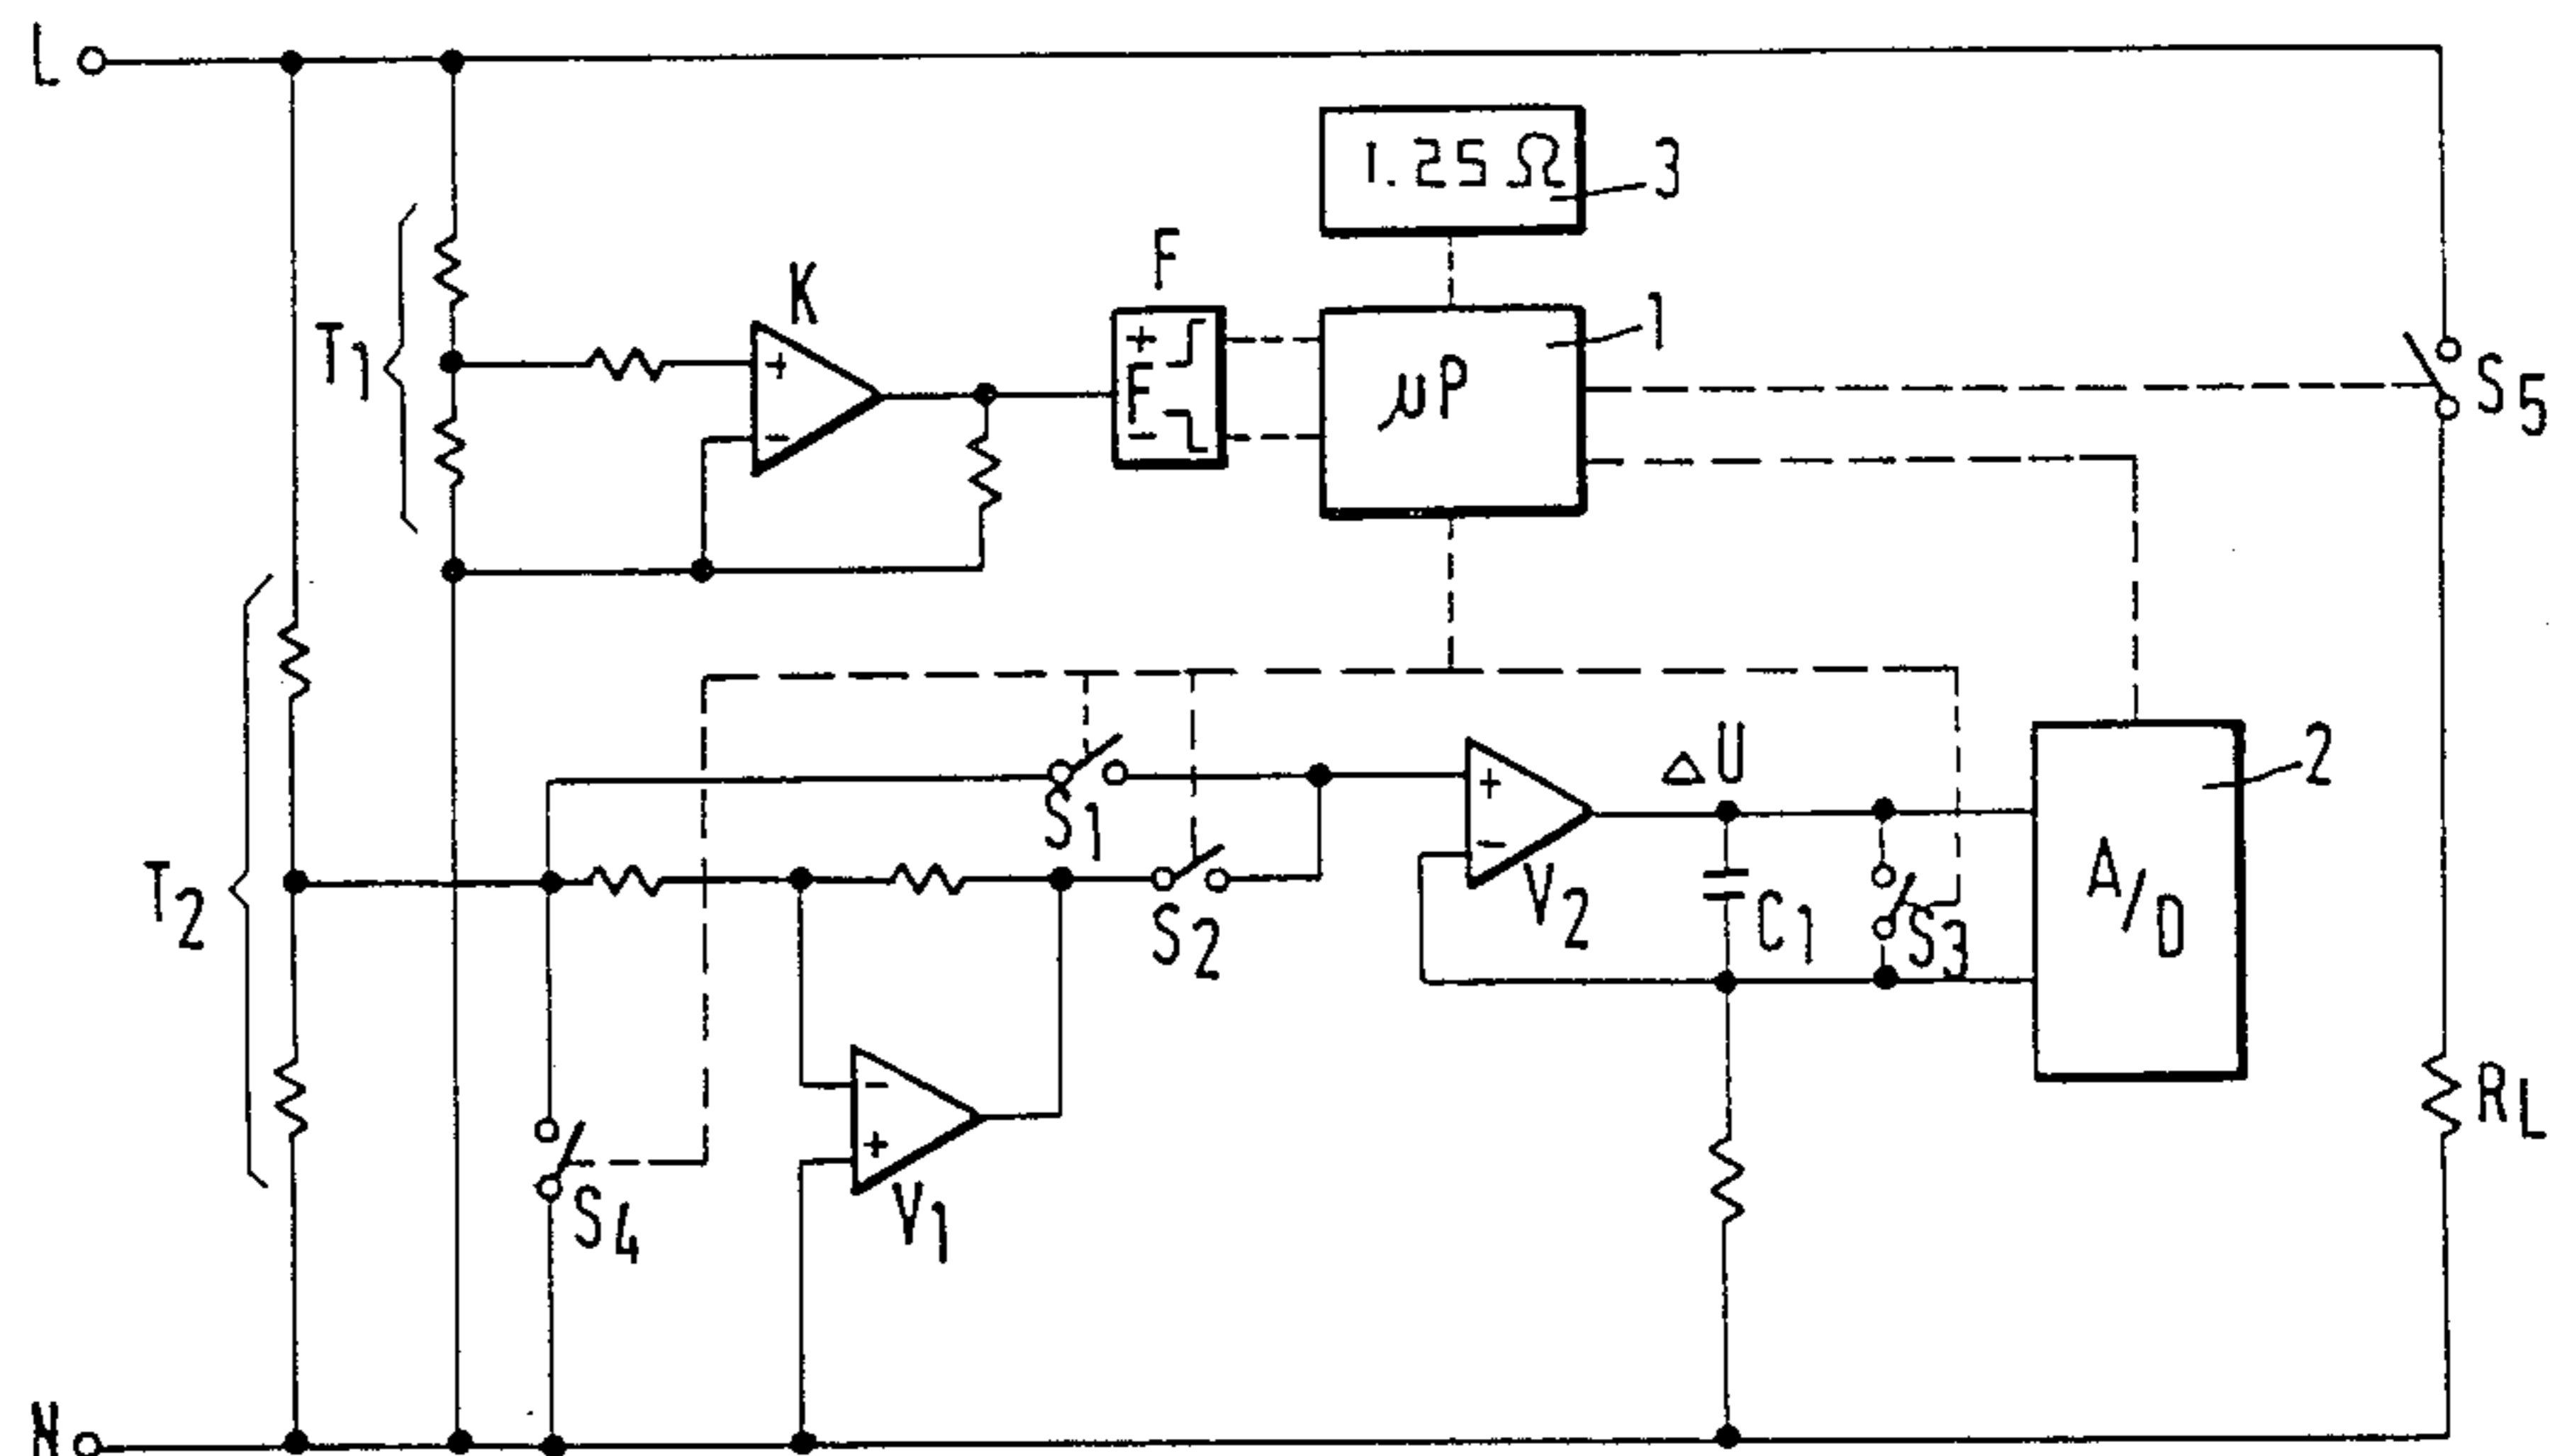 L
1.25 Ω
3
F
K
+
-
+
F
-
1
μP
T1
S5
S1
ΔU
2
+
-
V2
T2
S2
C1
S3
A/D
-
+
V1
S4
RL
N